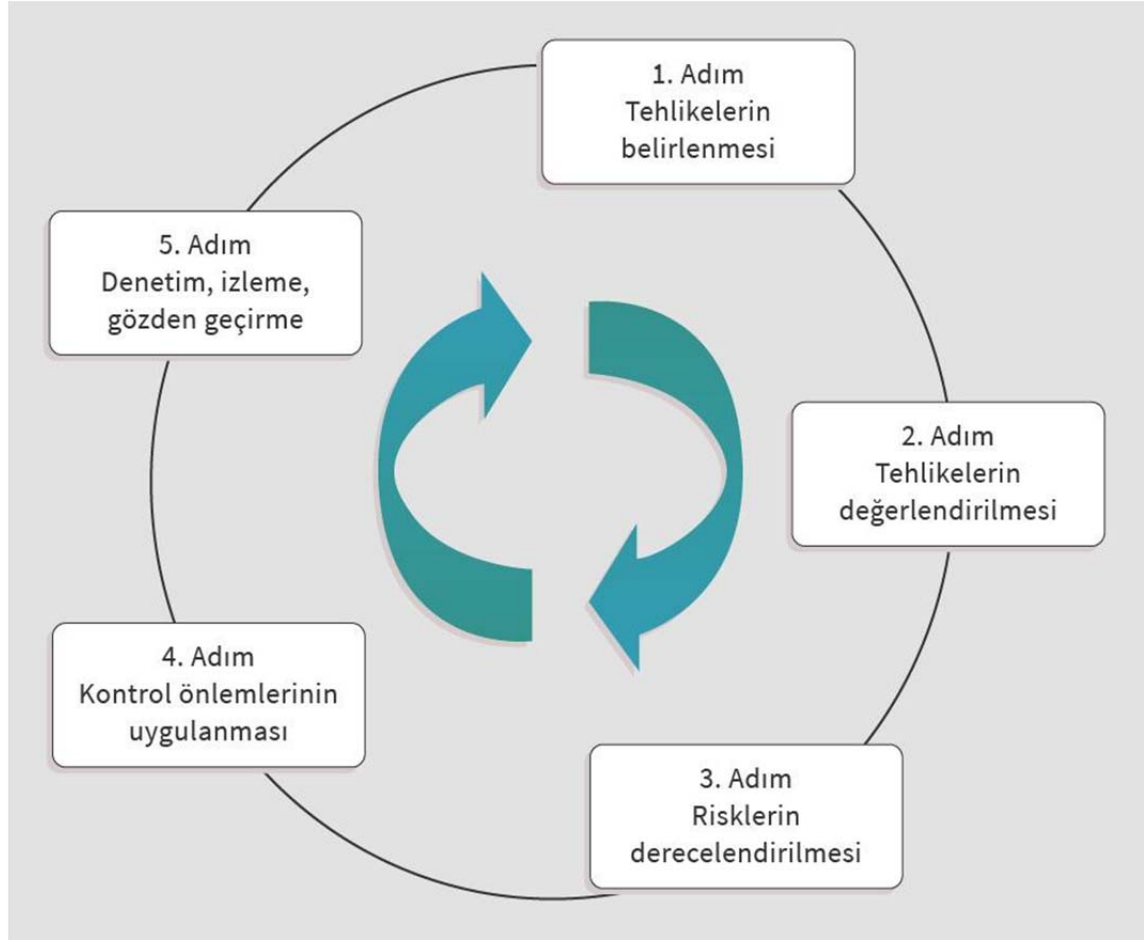 1. Adım
Tehlikelerin
belirlenmesi
2. Adım
Tehlikelerin
değerlendirilmesi
3. Adım
Risklerin
derecelendirilmesi
4. Adım
Kontrol önlemlerinin
uygulanması
5. Adım
Denetim, izleme,
gözden geçirme